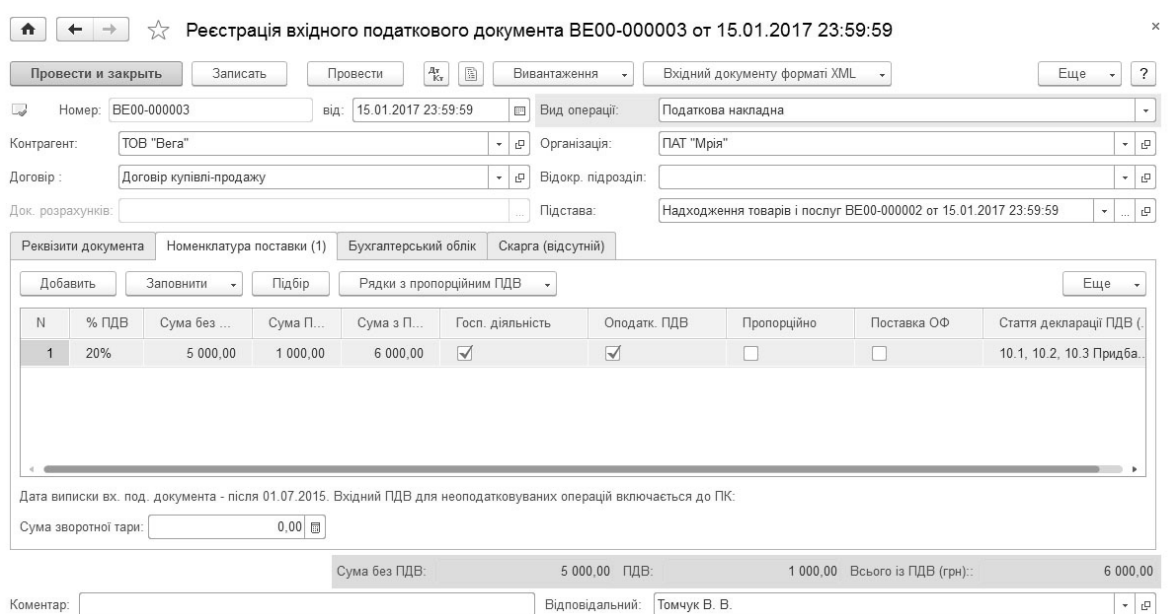 Реєстрація вхідного податкового документа ВЕ00-000003 от 15.01.2017 23:59:59 ×
Провести и закрыть Записать Провести Дт Кт Вивантаження Вхідний документу форматі XML Еще ?
Номер: ВЕ00-000003 від: 15.01.2017 23:59:59 Вид операції: Податкова накладна
Контрагент: ТОВ "Вега" Організація: ПАТ "Мрія"
Договір : Договір купівлі-продажу Відокр. підрозділ:
Док. розрахунків: ... Підстава: Надходження товарів і послуг ВЕ00-000002 от 15.01.2017 23:59:59 ...
Реквізити документа Номенклатура поставки (1) Бухгалтерський облік Скарга (відсутній)
Добавить Заповнити Підбір Рядки з пропорційним ПДВ Еще
N % ПДВ Сума без ... Сума П... Сума з П... Госп. діяльність Оподатк. ПДВ Пропорційно Поставка ОФ Стаття декларації ПДВ (.
1 20% 5 000,00 1 000,00 6 000,00 10.1, 10.2, 10.3 Придба...
Дата виписки вх. под. документа - після 01.07.2015. Вхідний ПДВ для неоподатковуваних операцій включається до ПК:
Сума зворотної тари: 0,00
Сума без ПДВ: 5 000,00 ПДВ: 1 000,00 Всього із ПДВ (грн):: 6 000,00
Коментар: Відповідальний: Томчук В. В.